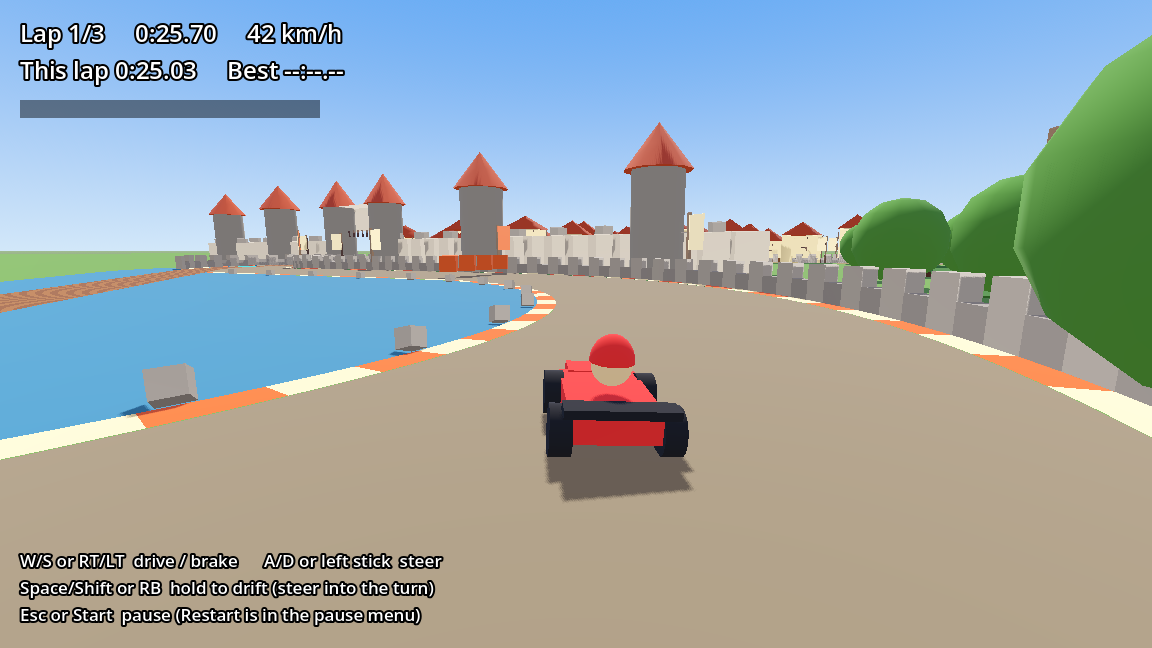 Lap 1/3 0:25.70 42 km/h
This lap 0:25.03 Best --:--.--
W/S or RT/LT drive / brake A/D or left stick steer
Space/Shift or RB hold to drift (steer into the turn)
Esc or Start pause (Restart is in the pause menu)